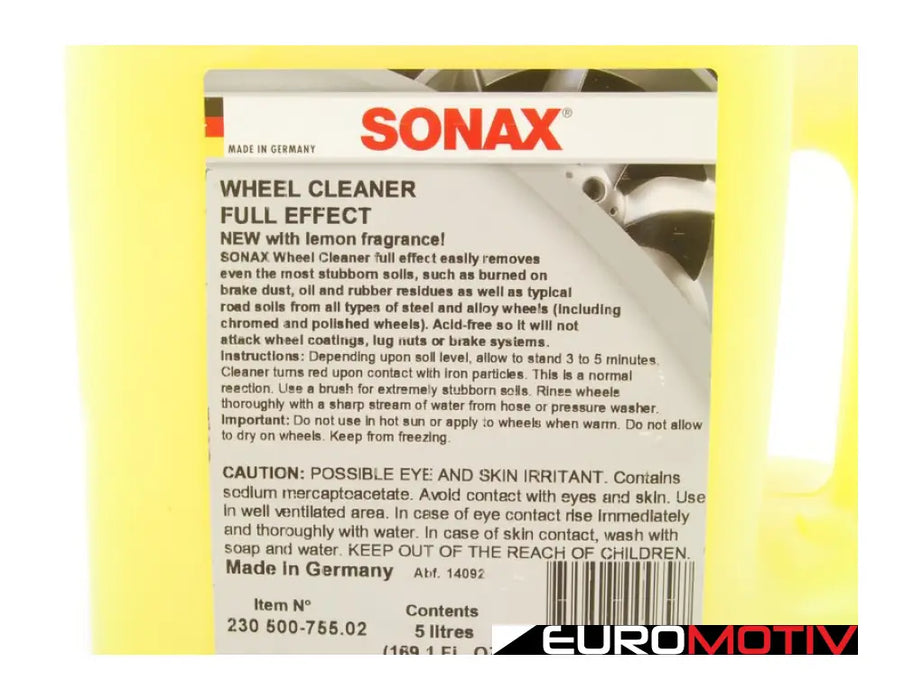 SONAX®
MADE IN GERMANY
WHEEL CLEANER
FULL EFFECT
NEW with lemon fragrance!
SONAX Wheel Cleaner full effect easily removes
even the most stubborn soils, such as burned on
brake dust, oil and rubber residues as well as typical
road soils from all types of steel and alloy wheels (including
chromed and polished wheels). Acid-free so it will not
attack wheel coatings, lug nuts or brake systems.
Instructions: Depending upon soil level, allow to stand 3 to 5 minutes.
Cleaner turns red upon contact with iron particles. This is a normal
reaction. Use a brush for extremely stubborn soils. Rinse wheels
thoroughly with a sharp stream of water from hose or pressure washer.
Important: Do not use in hot sun or apply to wheels when warm. Do not allow
to dry on wheels. Keep from freezing.
CAUTION: POSSIBLE EYE AND SKIN IRRITANT. Contains
sodium mercaptoacetate. Avoid contact with eyes and skin. Use
in well ventilated area. In case of eye contact rise immediately
and thoroughly with water. In case of skin contact, wash with
soap and water. KEEP OUT OF THE REACH OF CHILDREN.
Made in Germany Abf. 14092
Item N° Contents
230 500-755.02 5 litres
(169.1 Fl.
EUROMOTIV